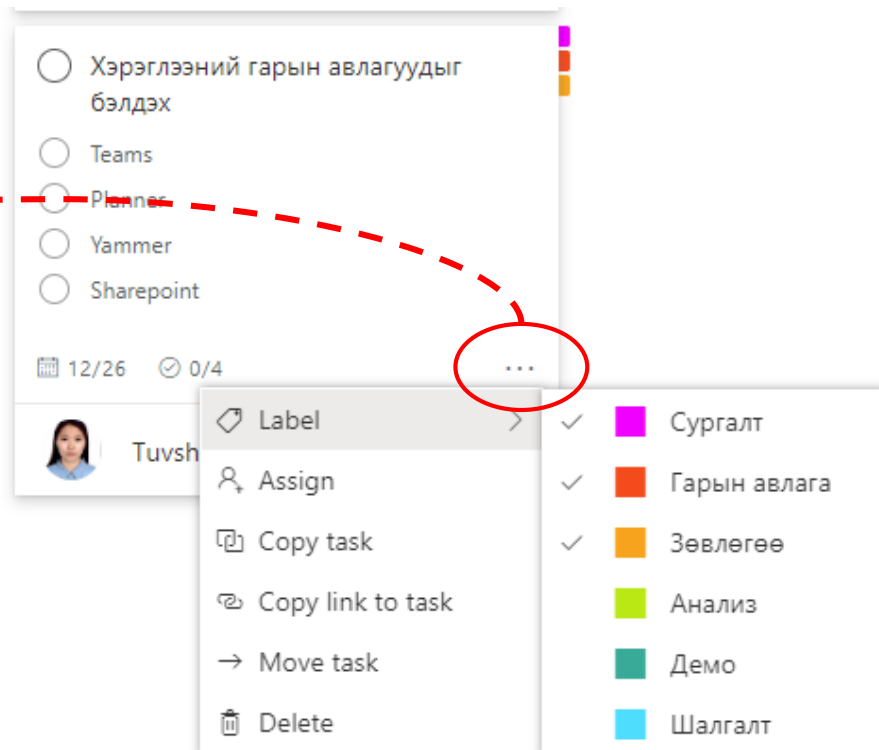 Хэрэглээний гарын авлагуудыг
бэлдэх
Teams
Planner
Yammer
Sharepoint
12/26 0/4 ...
Tuvsh
Label
Assign
Copy task
Copy link to task
Move task
Delete
Сургалт
Гарын авлага
Зөвлөгөө
Анализ
Демо
Шалгалт